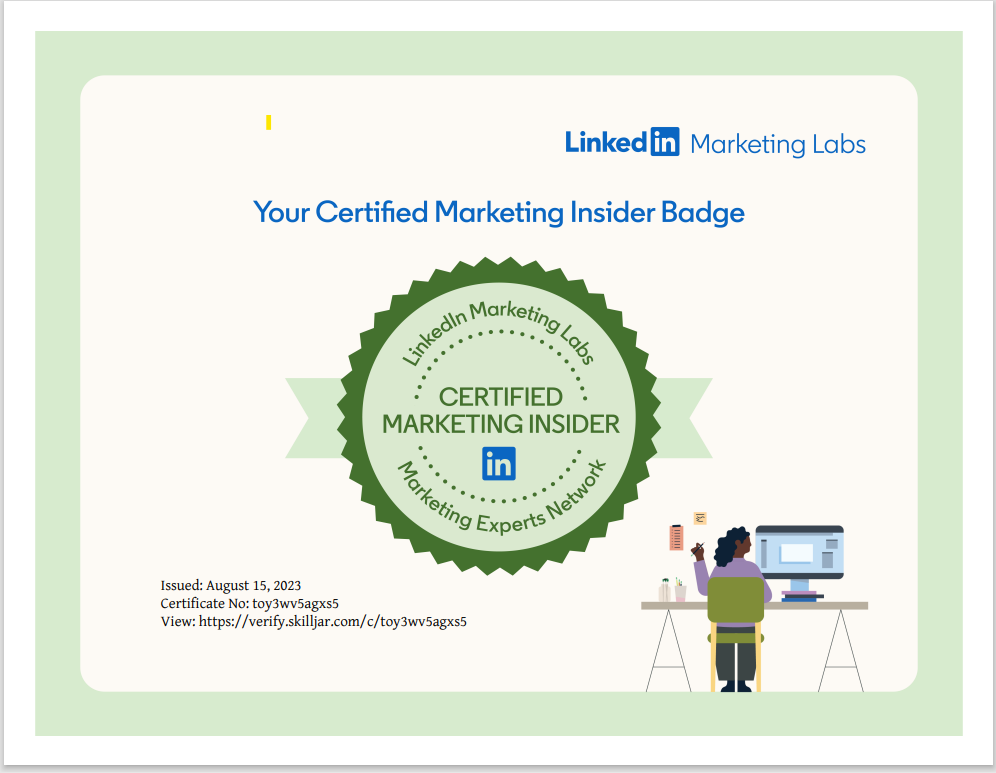 Linkedin Marketing Labs
Your Certified Marketing Insider Badge
LinkedIn Marketing Labs
CERTIFIED
MARKETING INSIDER
in
Marketing Experts Network
Issued: August 15, 2023
Certificate No: toy3wv5agxs5
View: https://verify.skilljar.com/c/toy3wv5agxs5